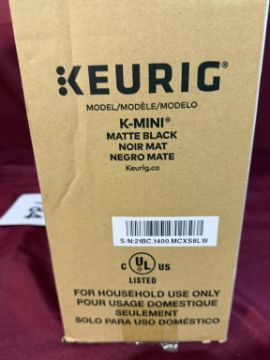 KEURIG®
MODEL/MODÈLE/MODELO
K-MINI®
MATTE BLACK
NOIR MAT
NEGRO MATE
Keurig.ca
S/N:21BC.1400.MCXS8LW
C UL US
LISTED
FOR HOUSEHOLD USE ONLY
POUR USAGE DOMESTIQUE
SEULEMENT
SOLO PARA USO DOMÉSTICO